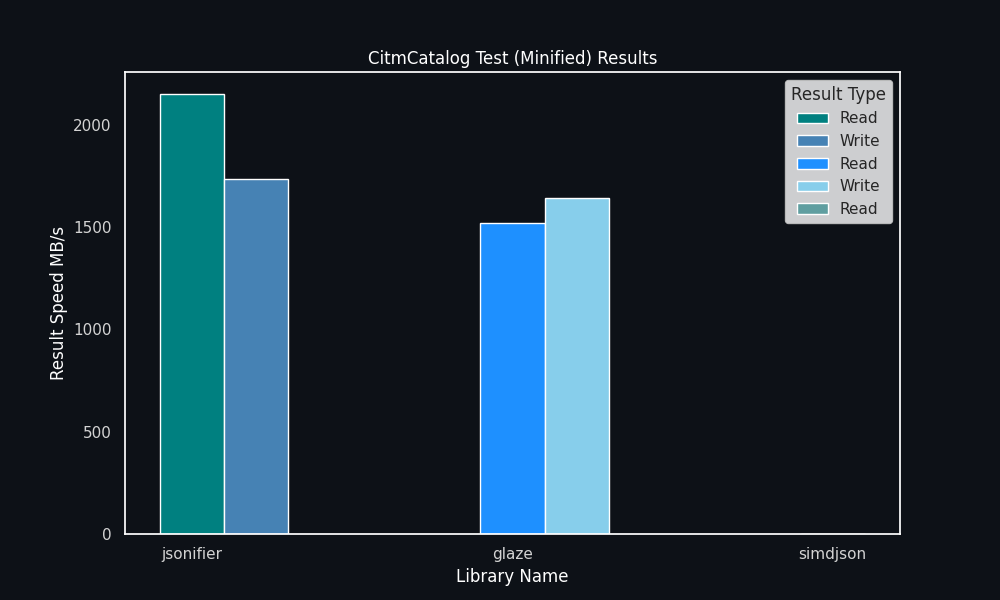 CitmCatalog Test (Minified) Results
Result Type
Read
Write
Read
Write
Read
2000
1500
1000
500
0
Result Speed MB/s
jsonifier
glaze
simdjson
Library Name